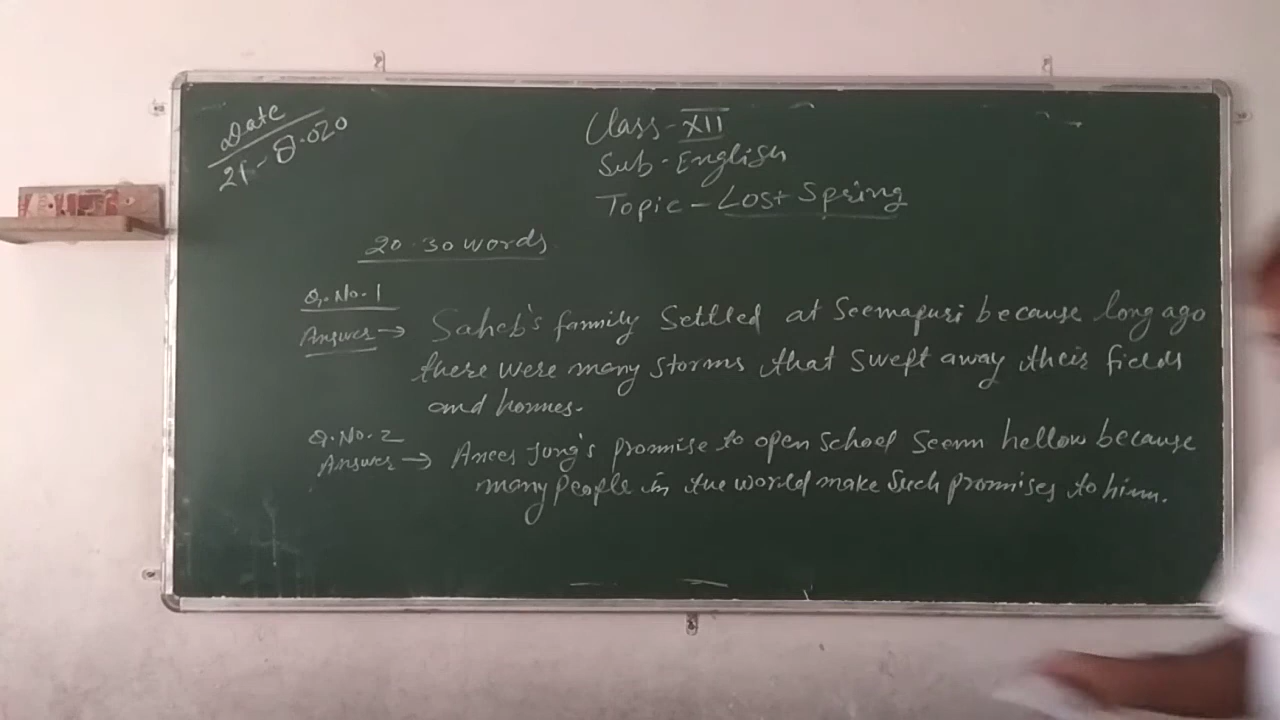 Date
21-8.020
Class-XII
Sub-English
Topic-Lost Spring
20.30 words
Q.No.1
Answer → Saheb's family Settled at Seemapuri because long ago
there were many storms that swept away their fields
and homes.
Q.No.2
Answer → Anees Jung's promise to open school Seem hellow because
many people in the world make Such promises to him.